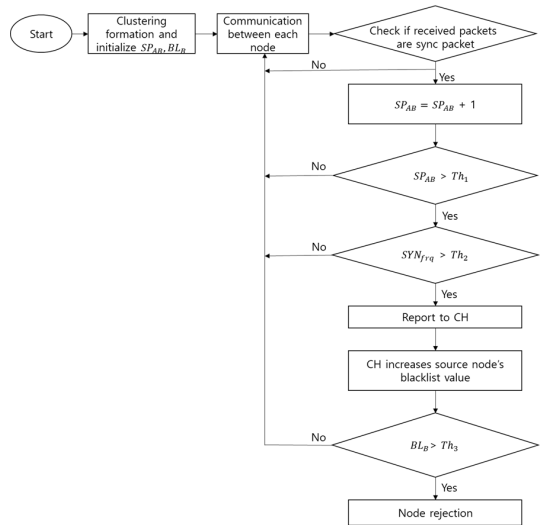 Start
Clustering
formation and
initialize SP_AB, BL_B
Communication
between each
node
Check if received packets
are sync packet
No
Yes
SP_AB = SP_AB + 1
No
SP_AB > Th_1
Yes
No
SYN_frq > Th_2
Yes
Report to CH
CH increases source node's
blacklist value
No
BL_B > Th_3
Yes
Node rejection